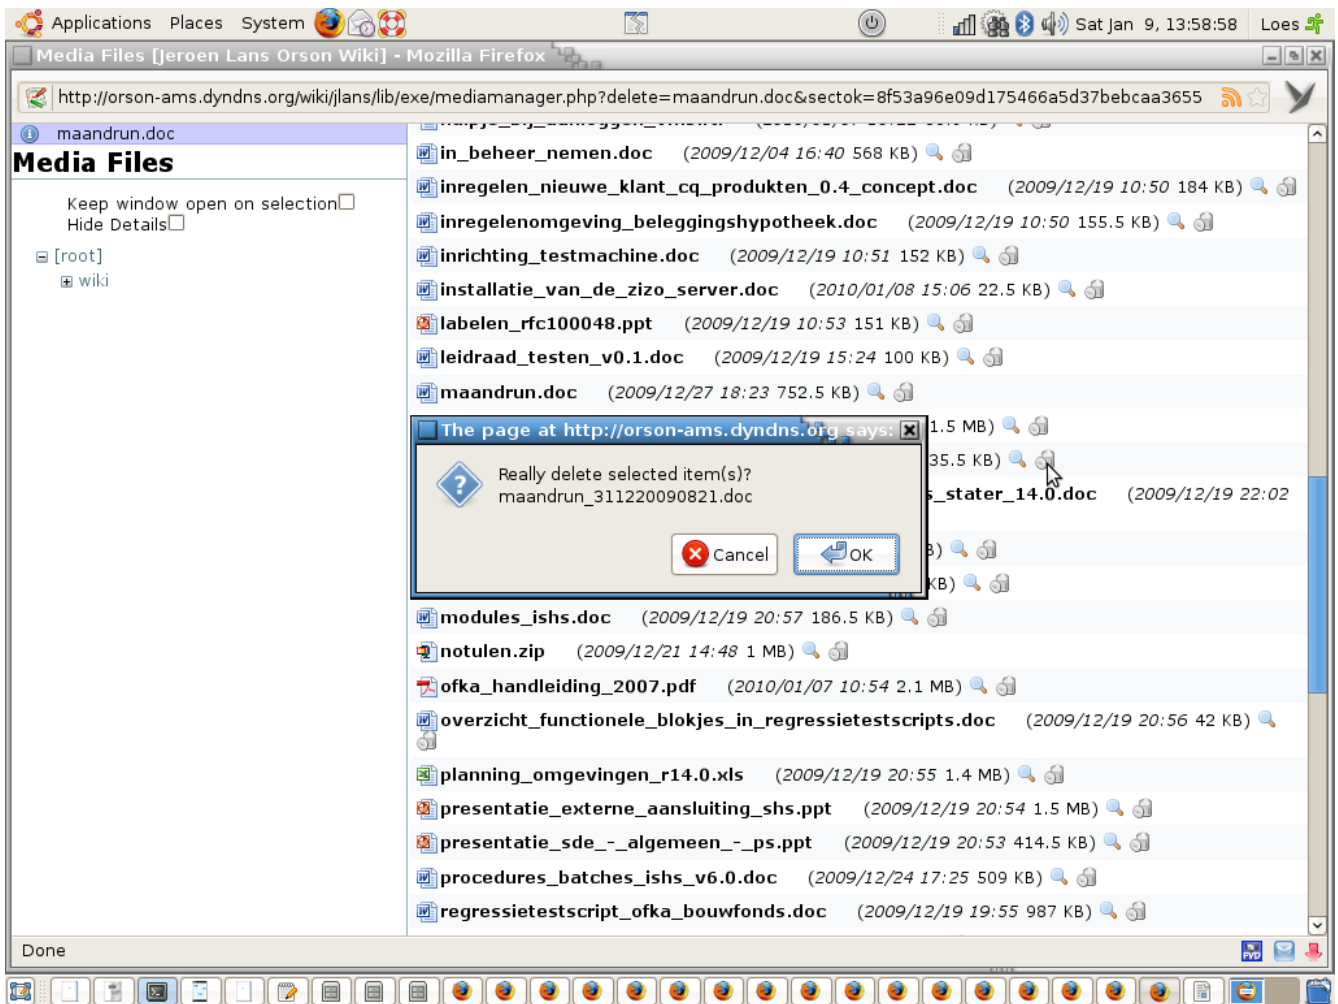 Applications Places System
Sat Jan 9, 13:58:58 Loes
Media Files [Jeroen Lans Orson Wiki] - Mozilla Firefox
http://orson-ams.dyndns.org/wiki/jlans/lib/exe/mediamanager.php?delete=maandrun.doc&sectok=8f53a96e09d175466a5d37bebcaa3655
maandrun.doc
Media Files
Keep window open on selection
Hide Details
[root]
wiki
in_beheer_nemen.doc (2009/12/04 16:40 568 KB)
inregelen_nieuwe_klant_cq_produkten_0.4_concept.doc (2009/12/19 10:50 184 KB)
inregelenomgeving_beleggingshypotheek.doc (2009/12/19 10:50 155.5 KB)
inrichting_testmachine.doc (2009/12/19 10:51 152 KB)
installatie_van_de_zizo_server.doc (2010/01/08 15:06 22.5 KB)
labelen_rfc100048.ppt (2009/12/19 10:53 151 KB)
leidraad_testen_v0.1.doc (2009/12/19 15:24 100 KB)
maandrun.doc (2009/12/27 18:23 752.5 KB)
1.5 MB)
35.5 KB)
s_stater_14.0.doc (2009/12/19 22:02
B)
KB)
The page at http://orson-ams.dyndns.org says:
Really delete selected item(s)?
maandrun_311220090821.doc
Cancel OK
modules_ishs.doc (2009/12/19 20:57 186.5 KB)
notulen.zip (2009/12/21 14:48 1 MB)
ofka_handleiding_2007.pdf (2010/01/07 10:54 2.1 MB)
overzicht_functionele_blokjes_in_regressietestscripts.doc (2009/12/19 20:56 42 KB)
planning_omgevingen_r14.0.xls (2009/12/19 20:55 1.4 MB)
presentatie_externe_aansluiting_shs.ppt (2009/12/19 20:54 1.5 MB)
presentatie_sde_-_algemeen_-_ps.ppt (2009/12/19 20:53 414.5 KB)
procedures_batches_ishs_v6.0.doc (2009/12/24 17:25 509 KB)
regressietestscript_ofka_bouwfonds.doc (2009/12/19 19:55 987 KB)
Done
FVD